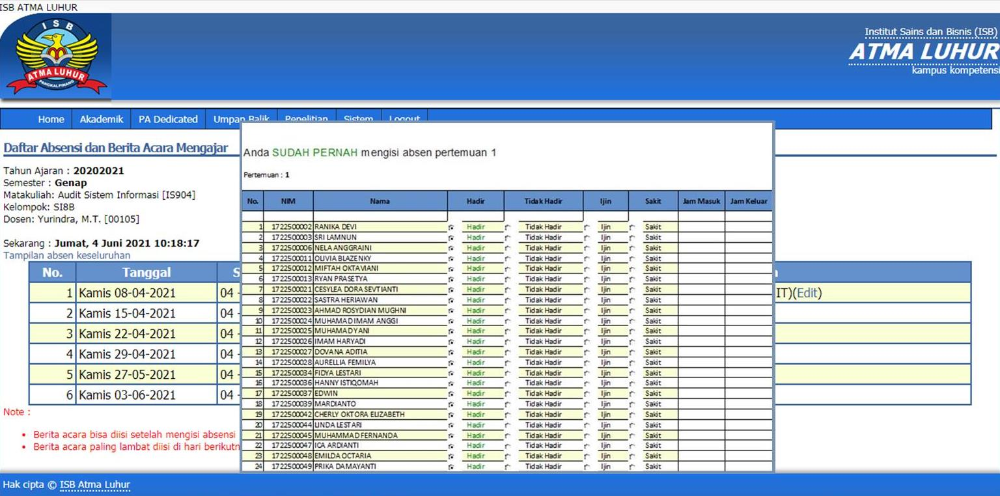 ISB ATMA LUHUR
I S B
ATMA LUHUR
PANGKALPINANG
Institut Sains dan Bisnis (ISB)
ATMA LUHUR
kampus kompetensi
Home Akademik PA Dedicated Umpan Balik Penelitian Sistem Logout
Daftar Absensi dan Berita Acara Mengajar
Tahun Ajaran : 20202021
Semester : Genap
Matakuliah: Audit Sistem Informasi [IS904]
Kelompok: SI8B
Dosen: Yurindra, M.T. [00105]
Sekarang : Jumat, 4 Juni 2021 10:18:17
Tampilan absen keseluruhan
No. Tanggal S
1 Kamis 08-04-2021 04 - IT)(Edit)
2 Kamis 15-04-2021 04 -
3 Kamis 22-04-2021 04 -
4 Kamis 29-04-2021 04 -
5 Kamis 27-05-2021 04 -
6 Kamis 03-06-2021 04 -
Note :
• Berita acara bisa diisi setelah mengisi absensi
• Berita acara paling lambat diisi di hari berikutn
Anda SUDAH PERNAH mengisi absen pertemuan 1
Pertemuan : 1
No. NIM Nama Hadir Tidak Hadir Ijin Sakit Jam Masuk Jam Keluar
1 1722500002 RANIKA DEVI Hadir Tidak Hadir Ijin Sakit
2 1722500003 SRI LAMNUN Hadir Tidak Hadir Ijin Sakit
3 1722500006 NELA ANGGRAINI Hadir Tidak Hadir Ijin Sakit
4 1722500011 OLIVIA BLAZENKY Hadir Tidak Hadir Ijin Sakit
5 1722500012 MIFTAH OKTAVIANI Hadir Tidak Hadir Ijin Sakit
6 1722500013 RYAN PRASETYA Hadir Tidak Hadir Ijin Sakit
7 1722500021 CESYLEA DORA SEVTIANTI Hadir Tidak Hadir Ijin Sakit
8 1722500022 SASTRA HERIAWAN Hadir Tidak Hadir Ijin Sakit
9 1722500023 AHMAD ROSYDIAN MUGHNI Hadir Tidak Hadir Ijin Sakit
10 1722500024 MUHAMAD IMAM ANGGI Hadir Tidak Hadir Ijin Sakit
11 1722500025 MUHAMAD YANI Hadir Tidak Hadir Ijin Sakit
12 1722500026 IMAM HARYADI Hadir Tidak Hadir Ijin Sakit
13 1722500027 DOVANA ADITIA Hadir Tidak Hadir Ijin Sakit
14 1722500028 AURELLIA FEMILYA Hadir Tidak Hadir Ijin Sakit
15 1722500034 FIDYA LESTARI Hadir Tidak Hadir Ijin Sakit
16 1722500036 HANNY ISTIQOMAH Hadir Tidak Hadir Ijin Sakit
17 1722500037 EDWIN Hadir Tidak Hadir Ijin Sakit
18 1722500039 MARDIANTO Hadir Tidak Hadir Ijin Sakit
19 1722500042 CHERLY OKTORA ELIZABETH Hadir Tidak Hadir Ijin Sakit
20 1722500044 LINDA LESTARI Hadir Tidak Hadir Ijin Sakit
21 1722500045 MUHAMMAD FERNANDA Hadir Tidak Hadir Ijin Sakit
22 1722500047 ICA ARDIANTI Hadir Tidak Hadir Ijin Sakit
23 1722500048 EMILDA OCTARIA Hadir Tidak Hadir Ijin Sakit
24 1722500049 PRIKA DAMAYANTI Hadir Tidak Hadir Ijin Sakit
Hak cipta © ISB Atma Luhur